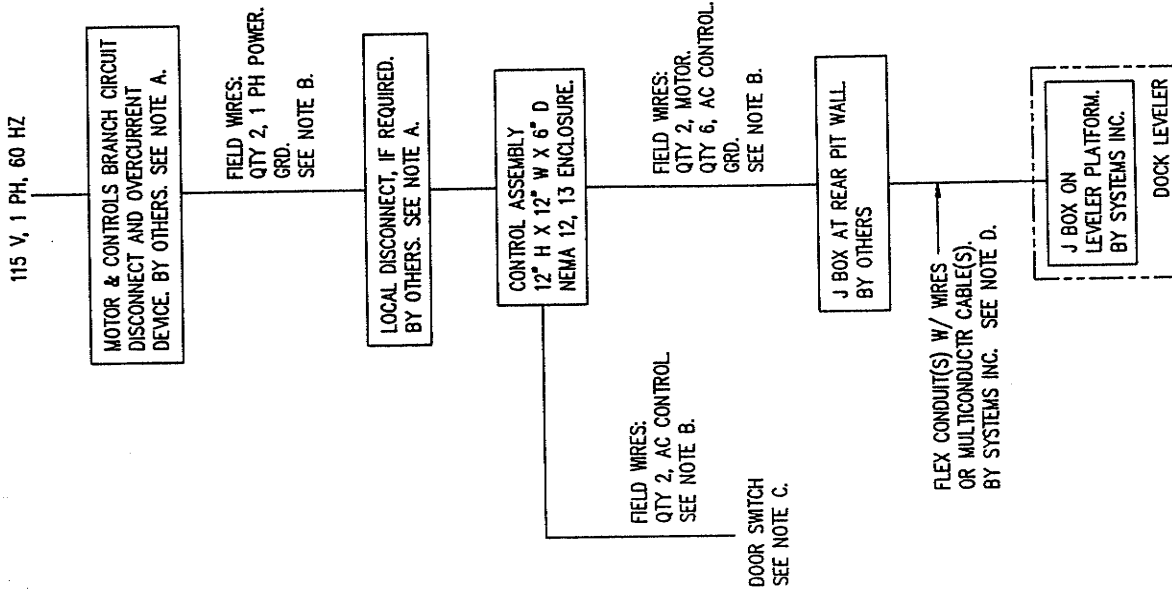 115 V, 1 PH, 60 HZ
MOTOR & CONTROLS BRANCH CIRCUIT
DISCONNECT AND OVERCURRENT
DEVICE. BY OTHERS. SEE NOTE A.
FIELD WIRES:
QTY 2, 1 PH POWER.
GRD.
SEE NOTE B.
LOCAL DISCONNECT, IF REQUIRED.
BY OTHERS. SEE NOTE A.
CONTROL ASSEMBLY
12" H X 12" W X 6" D
NEMA 12, 13 ENCLOSURE.
FIELD WIRES:
QTY 2, AC CONTROL.
SEE NOTE B.
DOOR SWITCH
SEE NOTE C.
FIELD WIRES:
QTY 2, MOTOR.
QTY 6, AC CONTROL.
GRD.
SEE NOTE B.
J BOX AT REAR PIT WALL.
BY OTHERS
FLEX CONDUIT(S) W/ WIRES
OR MULTICONDUCTR CABLE(S).
BY SYSTEMS INC. SEE NOTE D.
J BOX ON
LEVELER PLATFORM.
BY SYSTEMS INC.
DOCK LEVELER